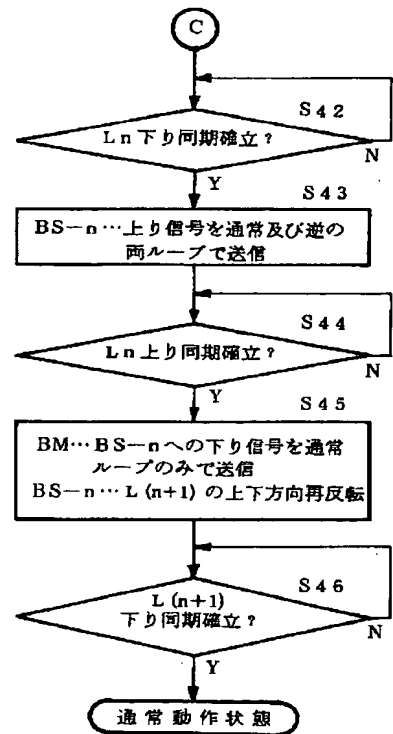 C
S42
Ln下り同期確立?
N
Y
S43
BS-n…上り信号を通常及び逆の
両ループで送信
S44
Ln上り同期確立?
N
Y
S45
BM…BS-nへの下り信号を通常
ループのみで送信
BS-n…L(n+1)の上下方向再反転
S46
L(n+1)
下り同期確立?
N
Y
通常動作状態